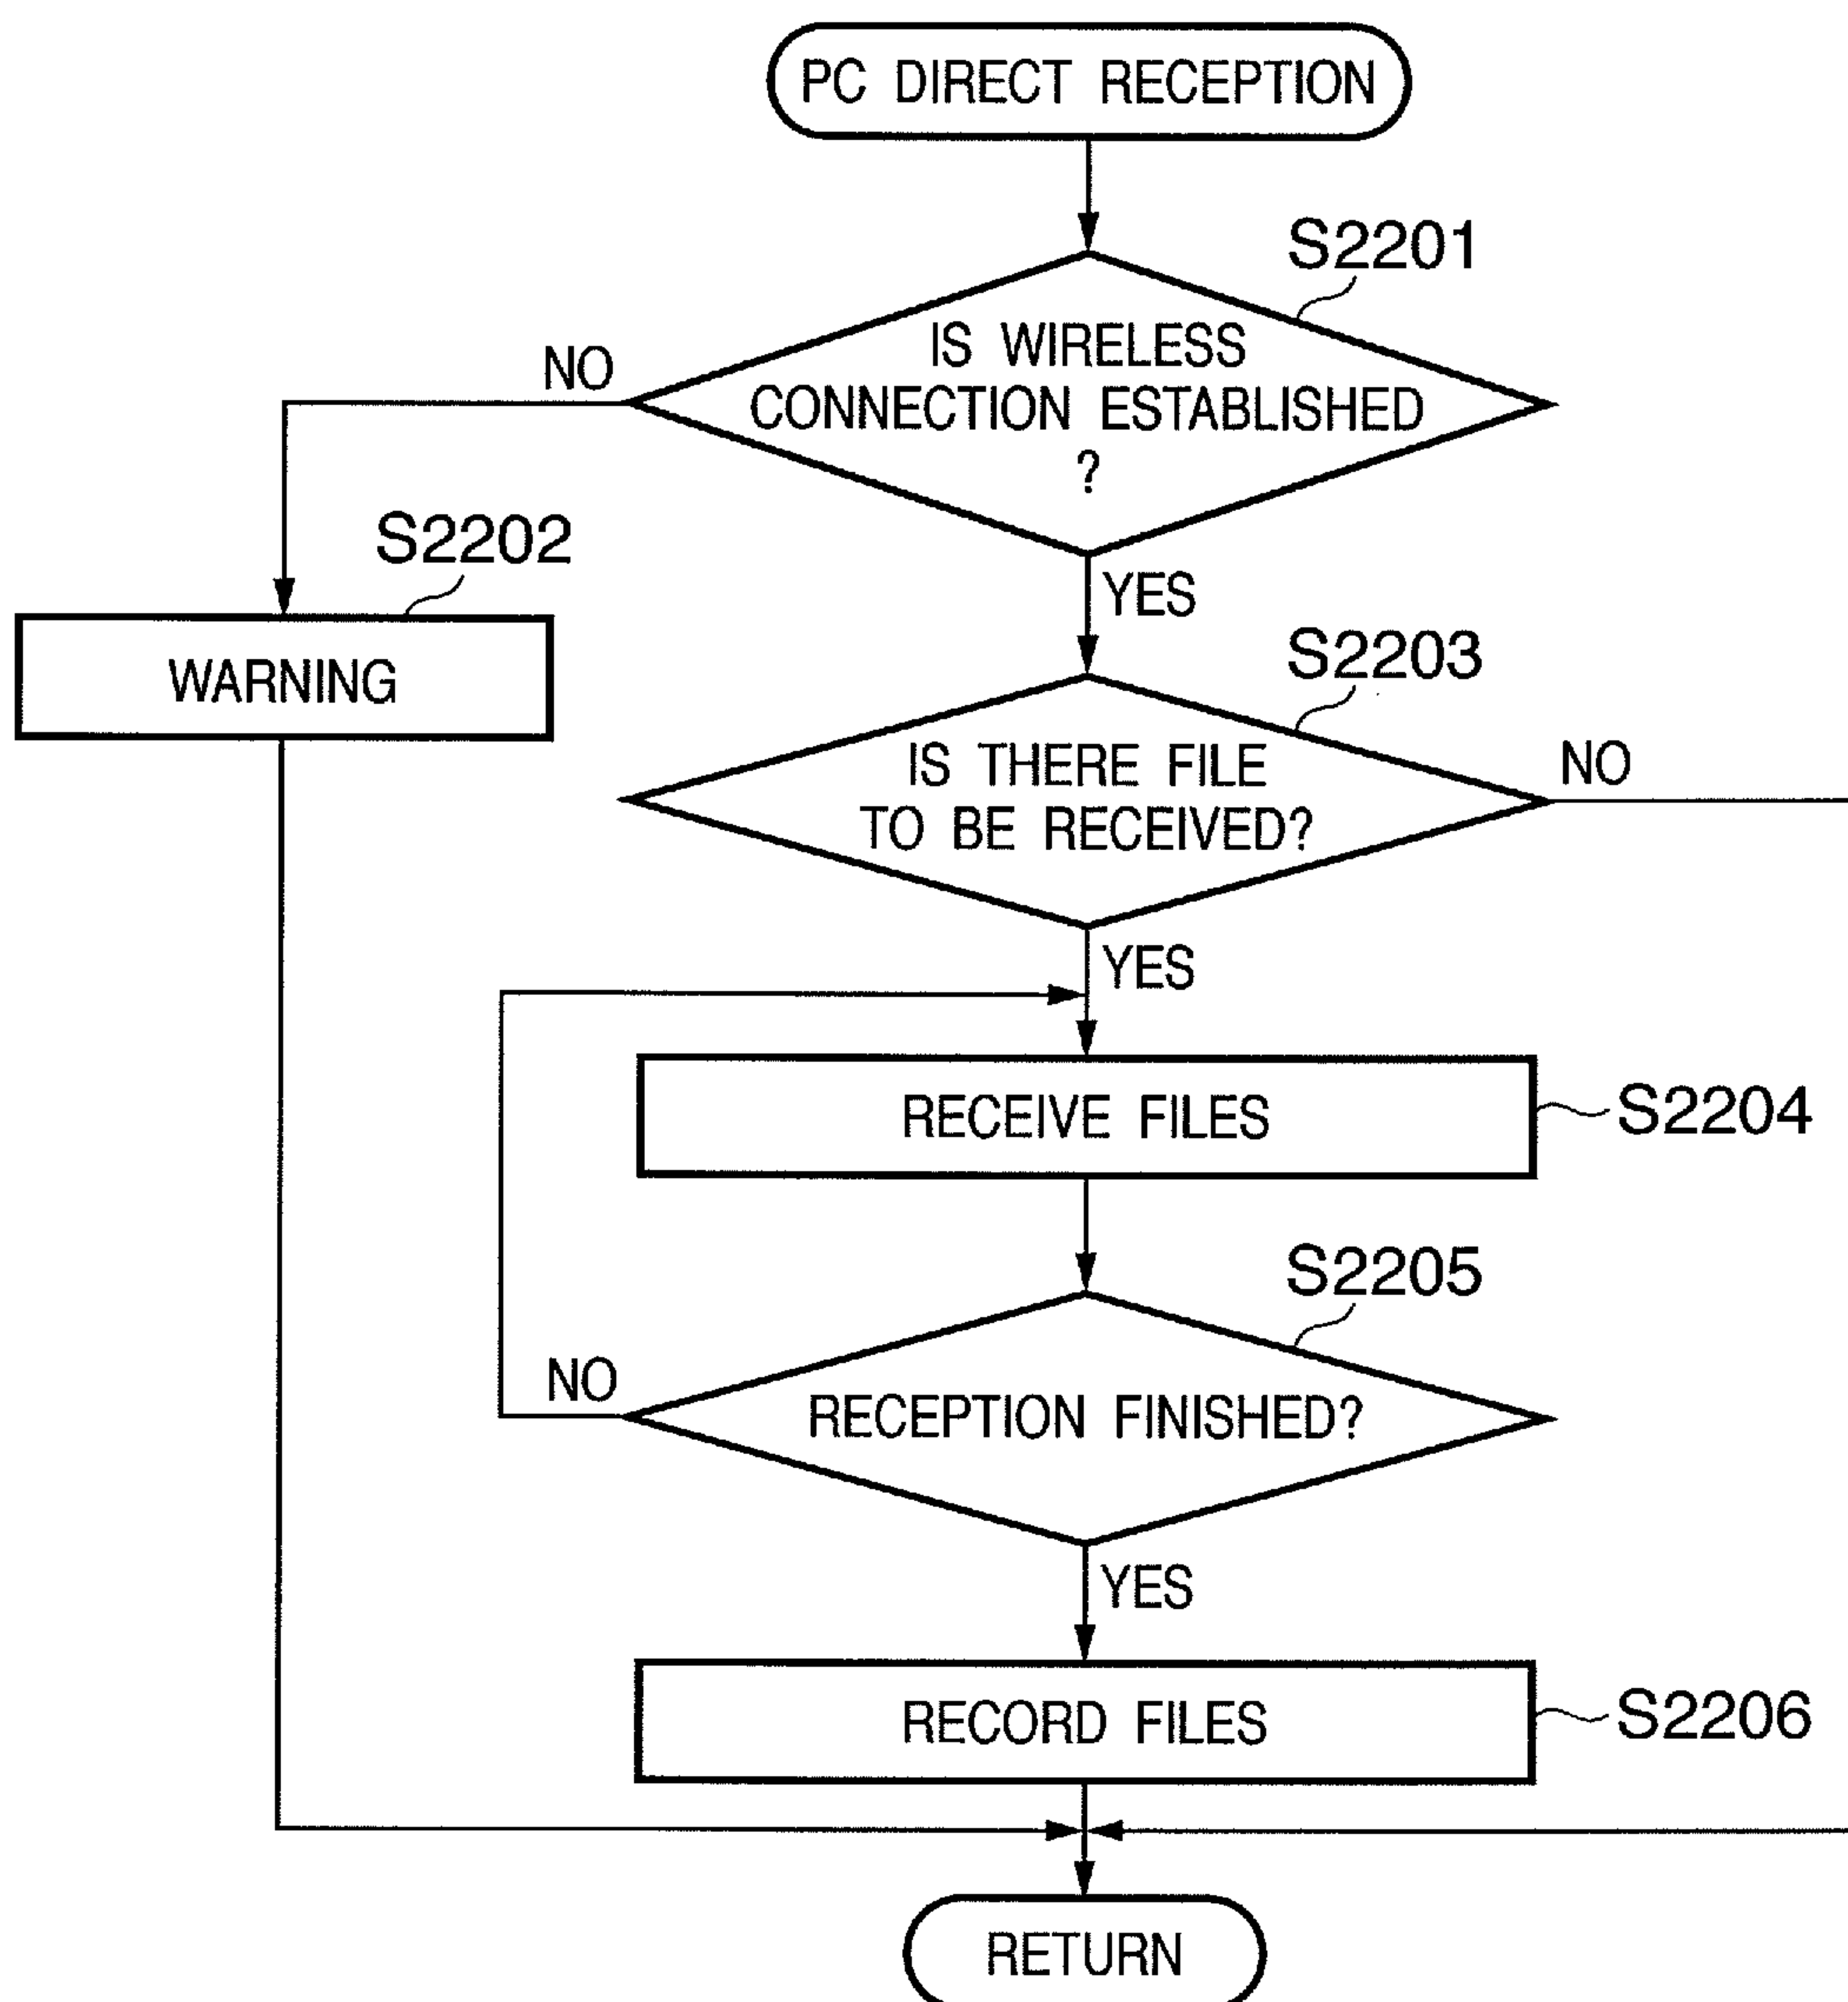 PC DIRECT RECEPTION
S2201
IS WIRELESS
CONNECTION ESTABLISHED
?
NO
YES
S2202
WARNING
S2203
IS THERE FILE
TO BE RECEIVED?
NO
YES
RECEIVE FILES
S2204
S2205
RECEPTION FINISHED?
NO
YES
RECORD FILES
S2206
RETURN